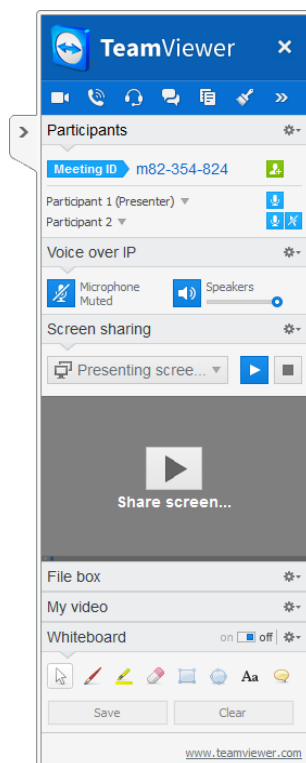 TeamViewer
Participants
Meeting ID m82-354-824
Participant 1 (Presenter)
Participant 2
Voice over IP
Microphone Muted
Speakers
Screen sharing
Presenting scree...
Share screen...
File box
My video
Whiteboard on off
Aa
Save Clear
www.teamviewer.com